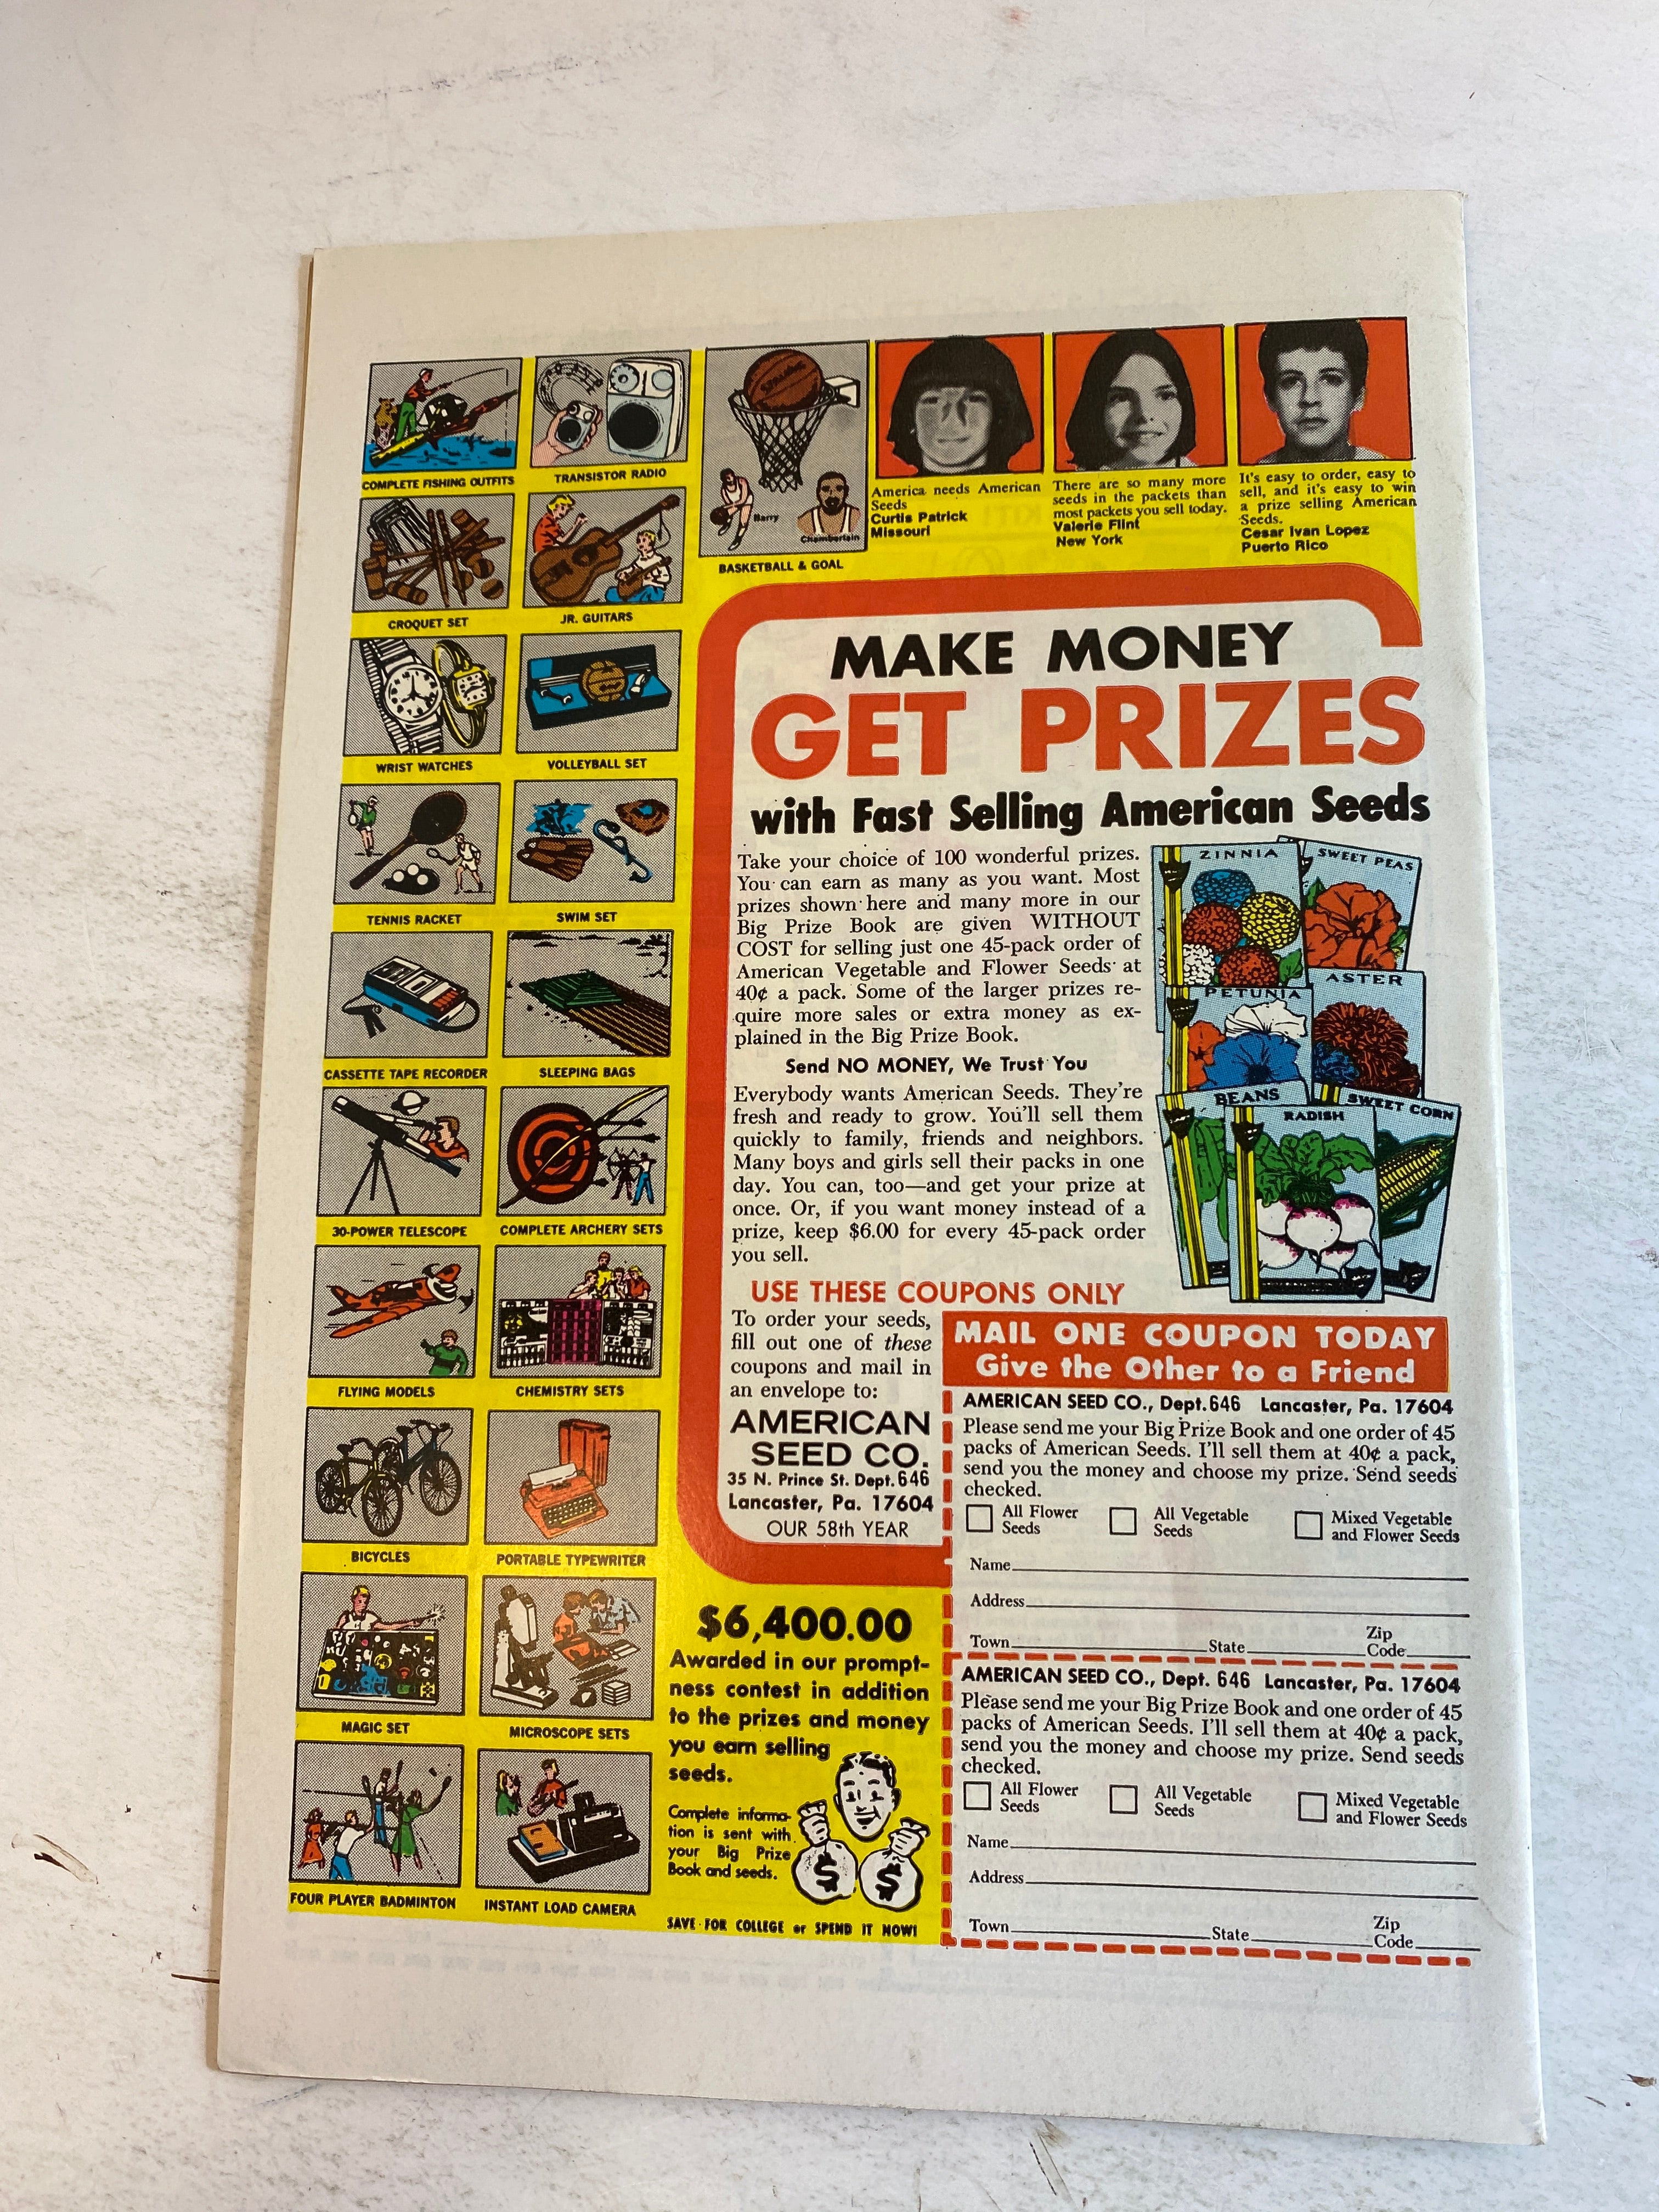 COMPLETE FISHING OUTFITS
TRANSISTOR RADIO
SPALDING
Barry
Chamberlain
BASKETBALL & GOAL
America needs American
Seeds
Curtis Patrick
Missouri
There are so many more
seeds in the packets than
most packets you sell today.
Valerie Flint
New York
It's easy to order, easy to
sell, and it's easy to win
a prize selling American
Seeds.
Cesar Ivan Lopez
Puerto Rico
CROQUET SET
JR. GUITARS
WRIST WATCHES
VOLLEYBALL SET
TENNIS RACKET
SWIM SET
CASSETTE TAPE RECORDER
SLEEPING BAGS
30-POWER TELESCOPE
COMPLETE ARCHERY SETS
FLYING MODELS
CHEMISTRY SETS
BICYCLES
PORTABLE TYPEWRITER
MAGIC SET
MICROSCOPE SETS
FOUR PLAYER BADMINTON
INSTANT LOAD CAMERA
MAKE MONEY
GET PRIZES
with Fast Selling American Seeds
Take your choice of 100 wonderful prizes.
You can earn as many as you want. Most
prizes shown here and many more in our
Big Prize Book are given WITHOUT
COST for selling just one 45-pack order of
American Vegetable and Flower Seeds at
40¢ a pack. Some of the larger prizes re-
quire more sales or extra money as ex-
plained in the Big Prize Book.
Send NO MONEY, We Trust You
Everybody wants American Seeds. They're
fresh and ready to grow. You'll sell them
quickly to family, friends and neighbors.
Many boys and girls sell their packs in one
day. You can, too—and get your prize at
once. Or, if you want money instead of a
prize, keep $6.00 for every 45-pack order
you sell.
ZINNIA
SWEET PEAS
PETUNIA
ASTER
BEANS
RADISH
SWEET CORN
USE THESE COUPONS ONLY
To order your seeds,
fill out one of these
coupons and mail in
an envelope to:
AMERICAN
SEED CO.
35 N. Prince St. Dept. 646
Lancaster, Pa. 17604
OUR 58th YEAR
MAIL ONE COUPON TODAY
Give the Other to a Friend
AMERICAN SEED CO., Dept. 646 Lancaster, Pa. 17604
Please send me your Big Prize Book and one order of 45
packs of American Seeds. I'll sell them at 40¢ a pack,
send you the money and choose my prize. Send seeds
checked.
All Flower
Seeds
All Vegetable
Seeds
Mixed Vegetable
and Flower Seeds
Name
Address
Town State Zip
Code
$6,400.00
Awarded in our prompt-
ness contest in addition
to the prizes and money
you earn selling
seeds.
Complete informa-
tion is sent with
your Big Prize
Book and seeds.
$ $
SAVE FOR COLLEGE or SPEND IT NOW!
AMERICAN SEED CO., Dept. 646 Lancaster, Pa. 17604
Please send me your Big Prize Book and one order of 45
packs of American Seeds. I'll sell them at 40¢ a pack,
send you the money and choose my prize. Send seeds
checked.
All Flower
Seeds
All Vegetable
Seeds
Mixed Vegetable
and Flower Seeds
Name
Address
Town State Zip
Code